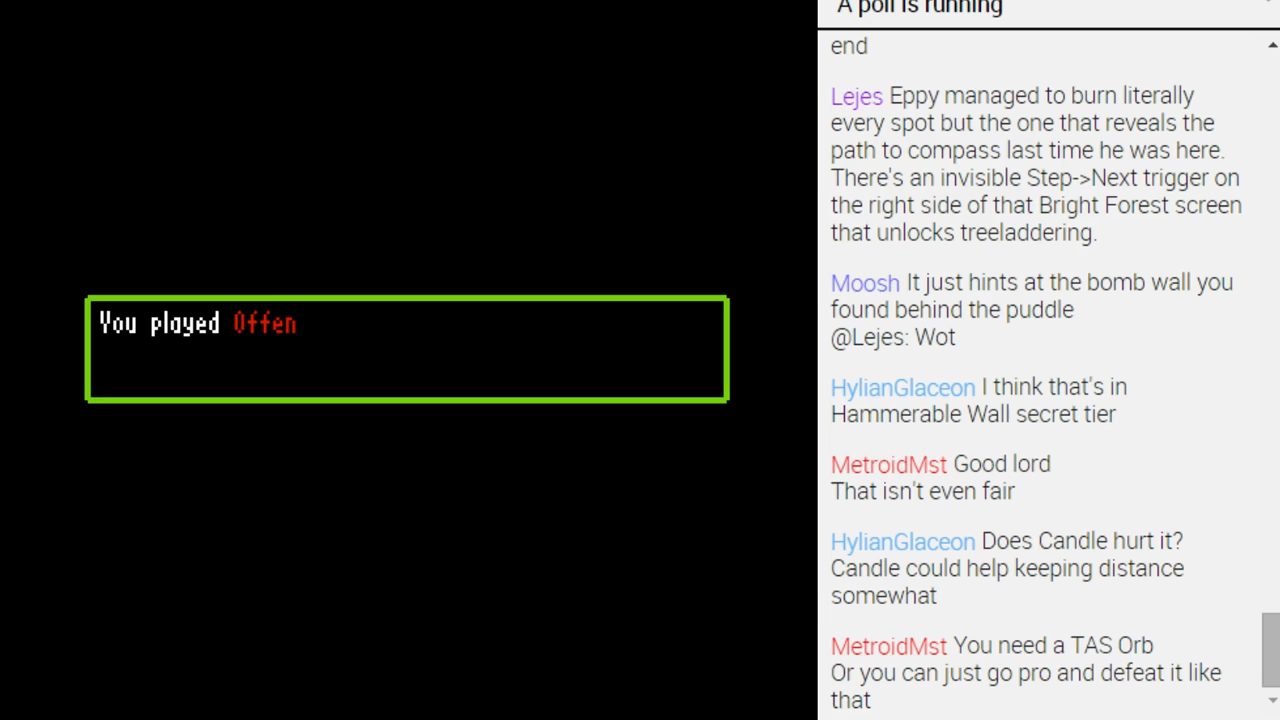 You played Offen
A poll is running
end
Lejes Eppy managed to burn literally
every spot but the one that reveals the
path to compass last time he was here.
There's an invisible Step->Next trigger on
the right side of that Bright Forest screen
that unlocks treeladdering.
Moosh It just hints at the bomb wall you
found behind the puddle
@Lejes: Wot
HylianGlaceon I think that's in
Hammerable Wall secret tier
MetroidMst Good lord
That isn't even fair
HylianGlaceon Does Candle hurt it?
Candle could help keeping distance
somewhat
MetroidMst You need a TAS Orb
Or you can just go pro and defeat it like
that